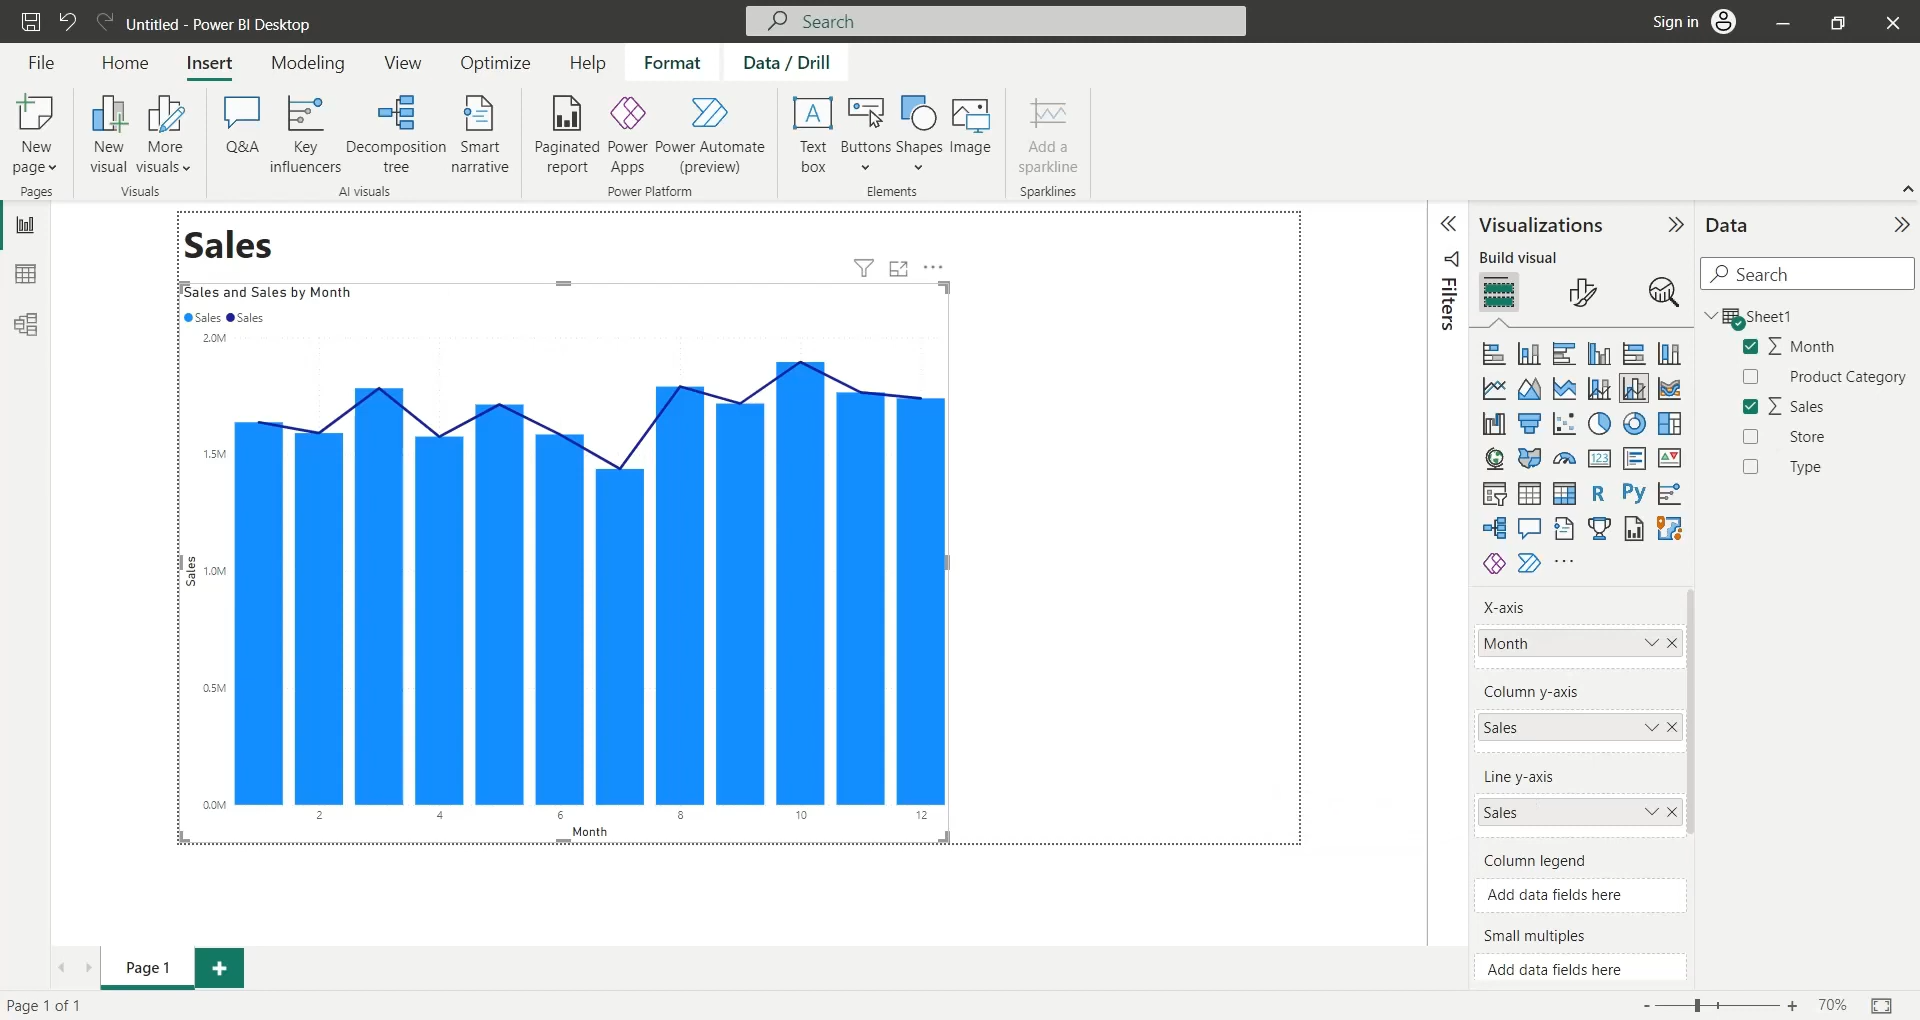 Untitled - Power BI Desktop
Search
Sign in
File Home Insert Modeling View Optimize Help Format Data / Drill
New page
New visual
More visuals
Q&A
Key influencers
Decomposition tree
Smart narrative
Paginated report
Power Apps
Power Automate (preview)
Text box
Buttons
Shapes
Image
Add a sparkline
Pages
Visuals
AI visuals
Power Platform
Elements
Sparklines
Sales
Sales and Sales by Month
Sales Sales
2.0M
1.5M
1.0M
0.5M
0.0M
Sales
2 4 6 8 10 12
Month
Filters
Visualizations
Build visual
123
R
Py
X-axis
Month
Column y-axis
Sales
Line y-axis
Sales
Column legend
Add data fields here
Small multiples
Add data fields here
Data
Search
Sheet1
Month
Product Category
Sales
Store
Type
Page 1
Page 1 of 1
- + 70%